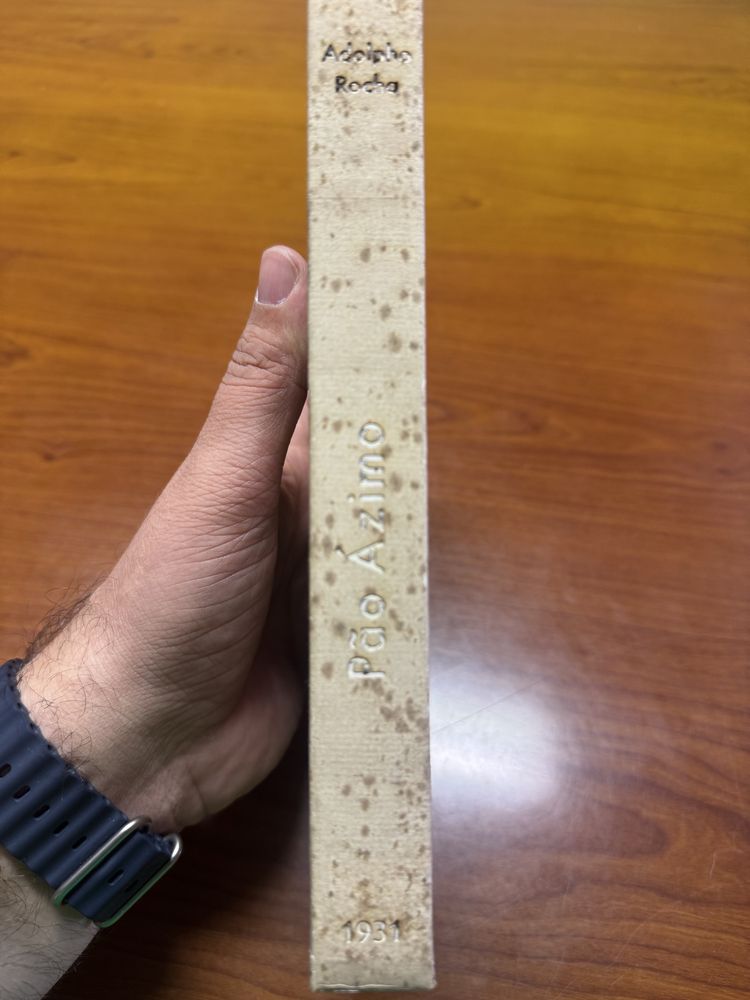 Adolpho
Rocha
Pão Ázimo
1931